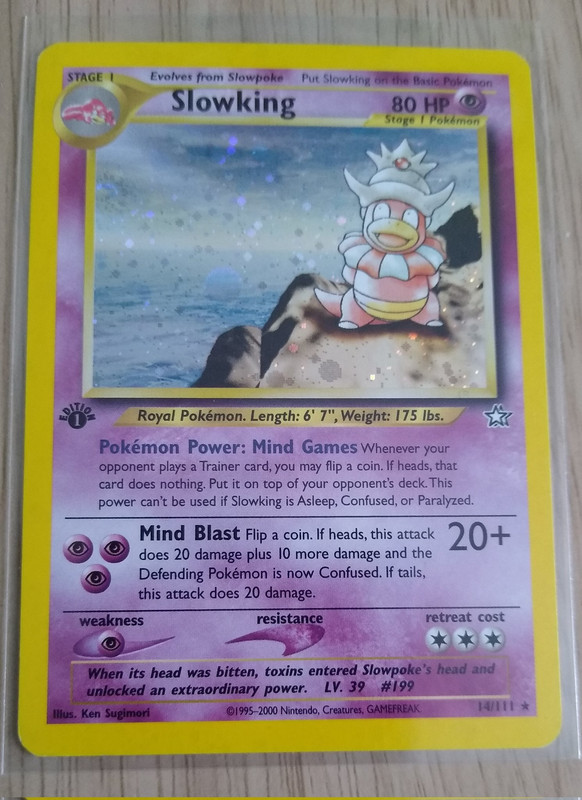 STAGE 1 Evolves from Slowpoke Put Slowking on the Basic Pokémon
Slowking 80 HP
Stage 1 Pokémon
EDITION
1
Royal Pokémon. Length: 6' 7", Weight: 175 lbs.
Pokémon Power: Mind Games Whenever your
opponent plays a Trainer card, you may flip a coin. If heads, that
card does nothing. Put it on top of your opponent's deck. This
power can't be used if Slowking is Asleep, Confused, or Paralyzed.
Mind Blast Flip a coin. If heads, this attack 20+
does 20 damage plus 10 more damage and the
Defending Pokémon is now Confused. If tails,
this attack does 20 damage.
weakness resistance retreat cost
When its head was bitten, toxins entered Slowpoke's head and
unlocked an extraordinary power. LV. 39 #199
Illus. Ken Sugimori ©1995-2000 Nintendo, Creatures, GAMEFREAK. 14/111 ★